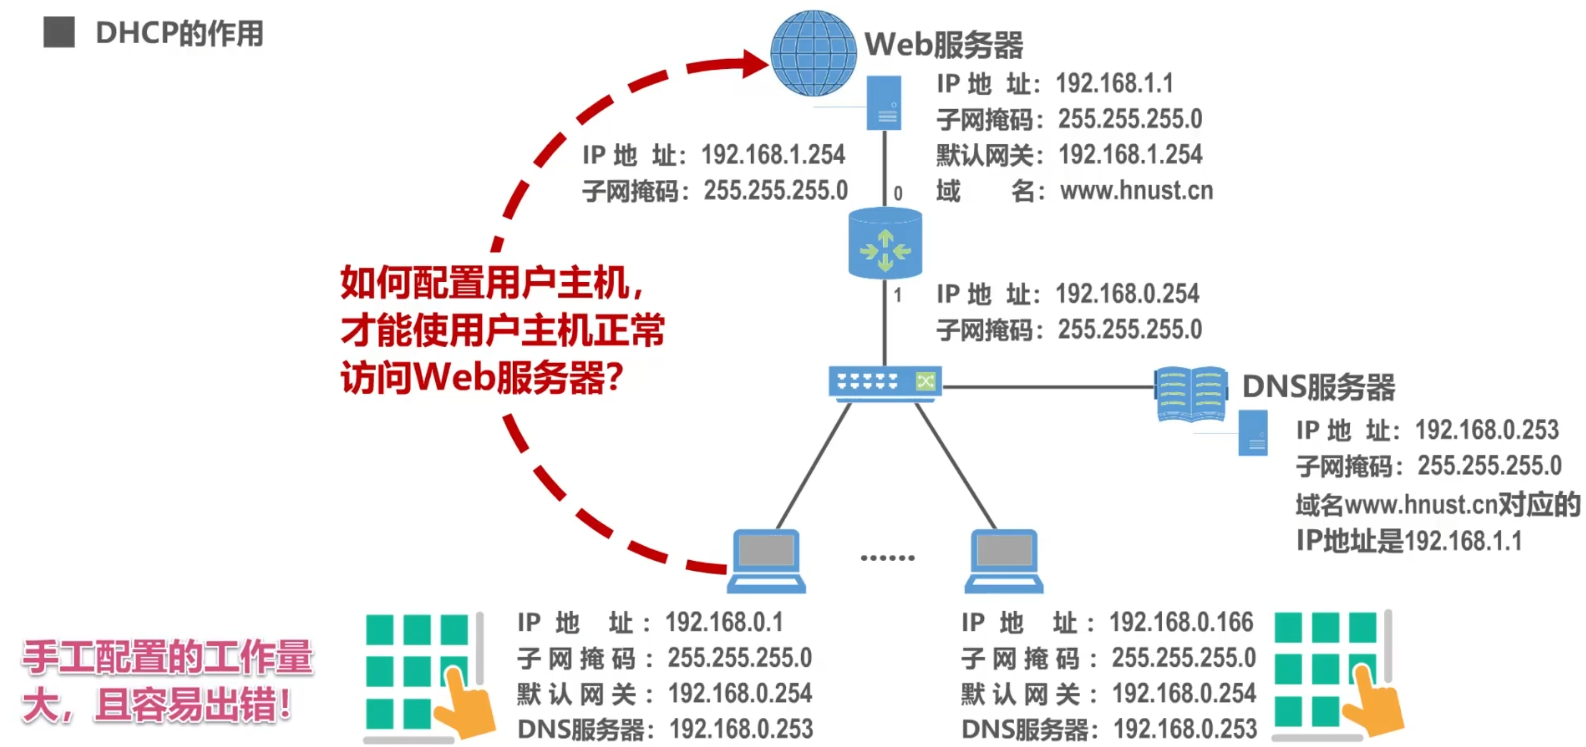 DHCP的作用
Web服务器
IP 地 址：192.168.1.1
子网掩码：255.255.255.0
默认网关：192.168.1.254
域 名：www.hnust.cn
IP 地 址：192.168.1.254
子网掩码：255.255.255.0
0
如何配置用户主机，
才能使用户主机正常
访问Web服务器？
1
IP 地 址：192.168.0.254
子网掩码：255.255.255.0
DNS服务器
IP 地 址：192.168.0.253
子网掩码：255.255.255.0
域名www.hnust.cn对应的
IP地址是192.168.1.1
......
手工配置的工作量
大，且容易出错！
IP 地 址：192.168.0.1
子网掩码：255.255.255.0
默认网关：192.168.0.254
DNS服务器：192.168.0.253
IP 地 址：192.168.0.166
子网掩码：255.255.255.0
默认网关：192.168.0.254
DNS服务器：192.168.0.253